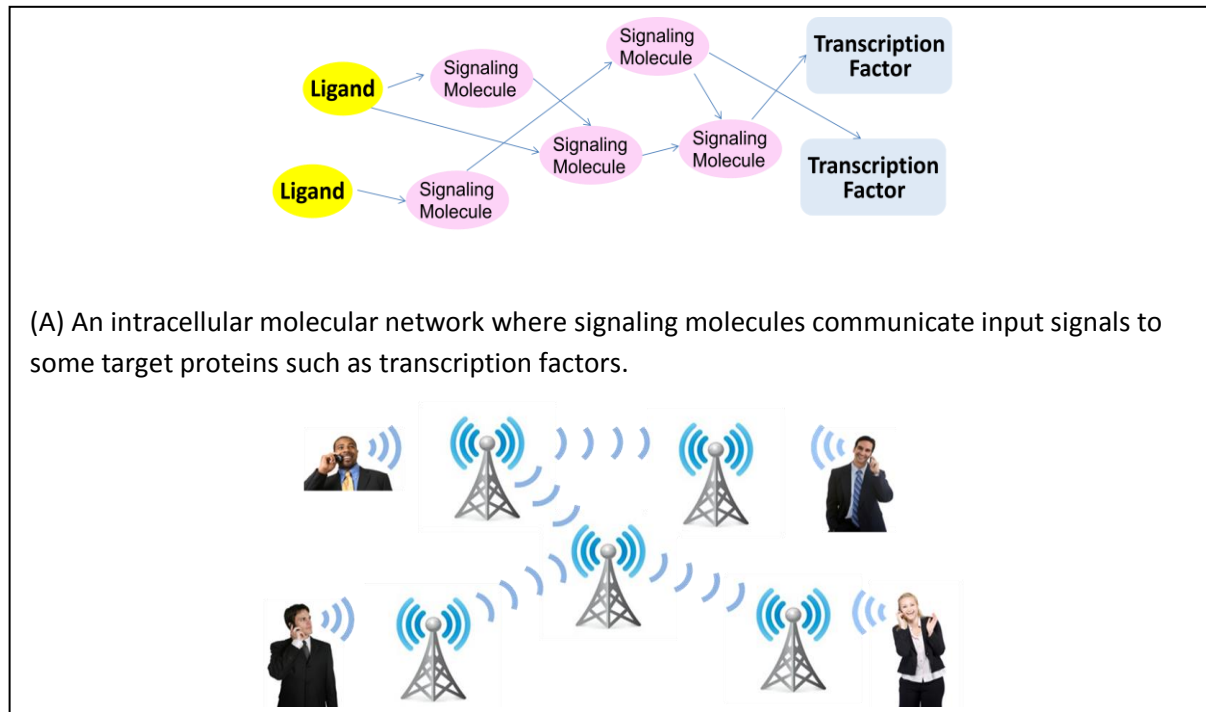 Signaling
Molecule
Transcription
Factor
Ligand
Signaling
Molecule
Signaling
Molecule
Signaling
Molecule
Transcription
Factor
Ligand
Signaling
Molecule
(A) An intracellular molecular network where signaling molecules communicate input signals to
some target proteins such as transcription factors.